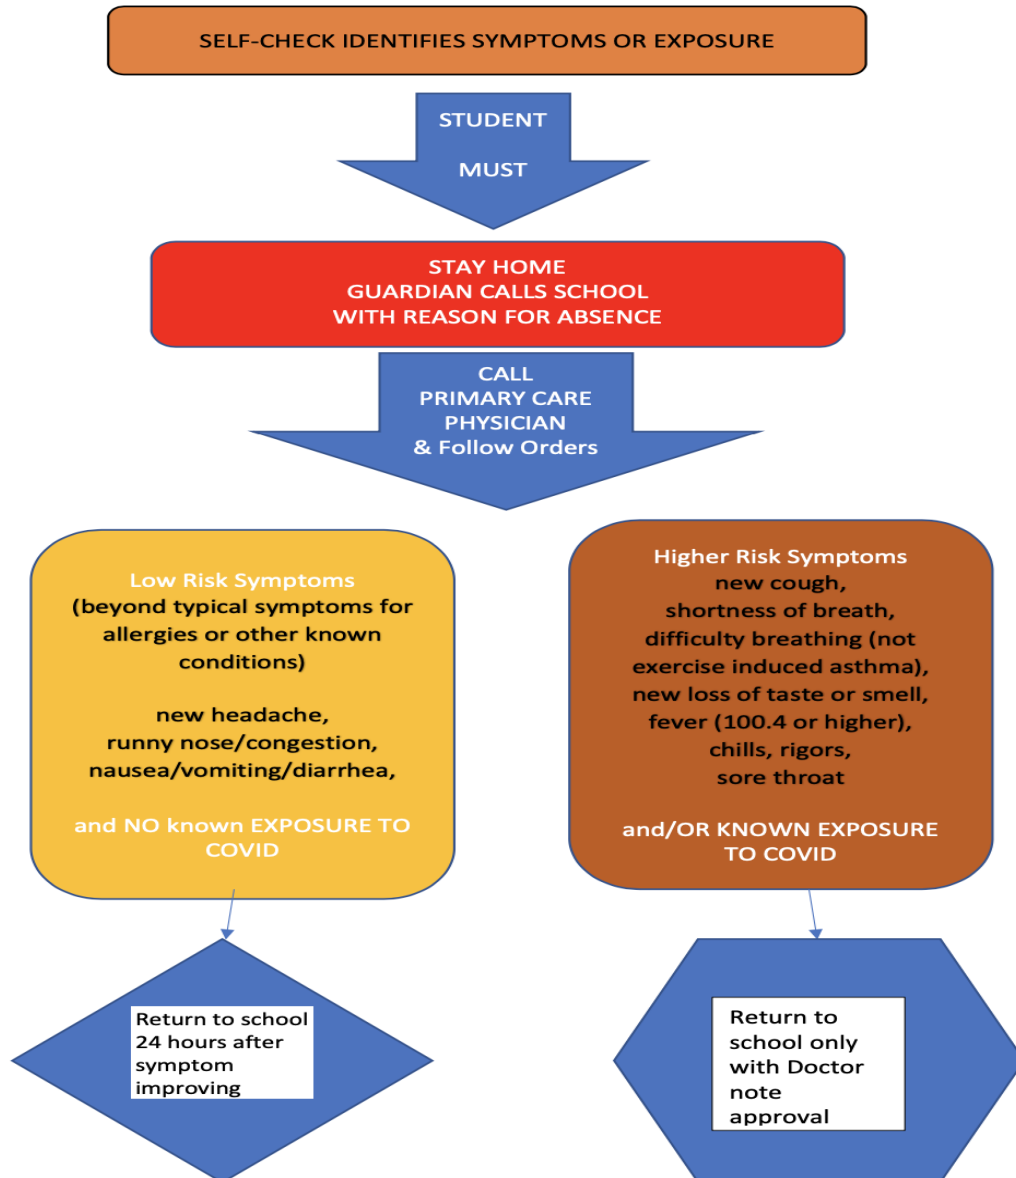 SELF-CHECK IDENTIFIES SYMPTOMS OR EXPOSURE
STUDENT
MUST
STAY HOME
GUARDIAN CALLS SCHOOL
WITH REASON FOR ABSENCE
CALL
PRIMARY CARE
PHYSICIAN
& Follow Orders
Low Risk Symptoms
(beyond typical symptoms for
allergies or other known
conditions)
new headache,
runny nose/congestion,
nausea/vomiting/diarrhea,
and NO known EXPOSURE TO
COVID
Higher Risk Symptoms
new cough,
shortness of breath,
difficulty breathing (not
exercise induced asthma),
new loss of taste or smell,
fever (100.4 or higher),
chills, rigors,
sore throat
and/OR KNOWN EXPOSURE
TO COVID
Return to school
24 hours after
symptom
improving
Return to
school only
with Doctor
note
approval